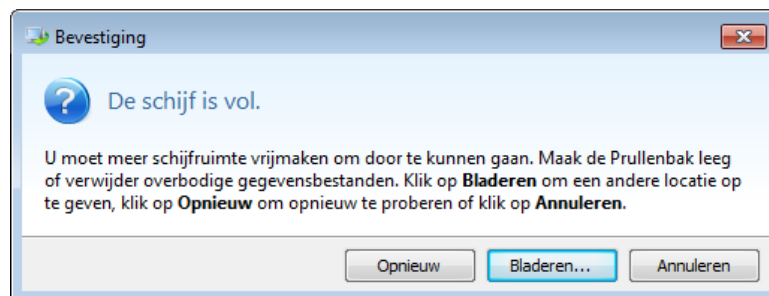 Bevestiging
De schijf is vol.
U moet meer schijfruimte vrijmaken om door te kunnen gaan. Maak de Prullenbak leeg
of verwijder overbodige gegevensbestanden. Klik op Bladeren om een andere locatie op
te geven, klik op Opnieuw om opnieuw te proberen of klik op Annuleren.
Opnieuw Bladeren... Annuleren